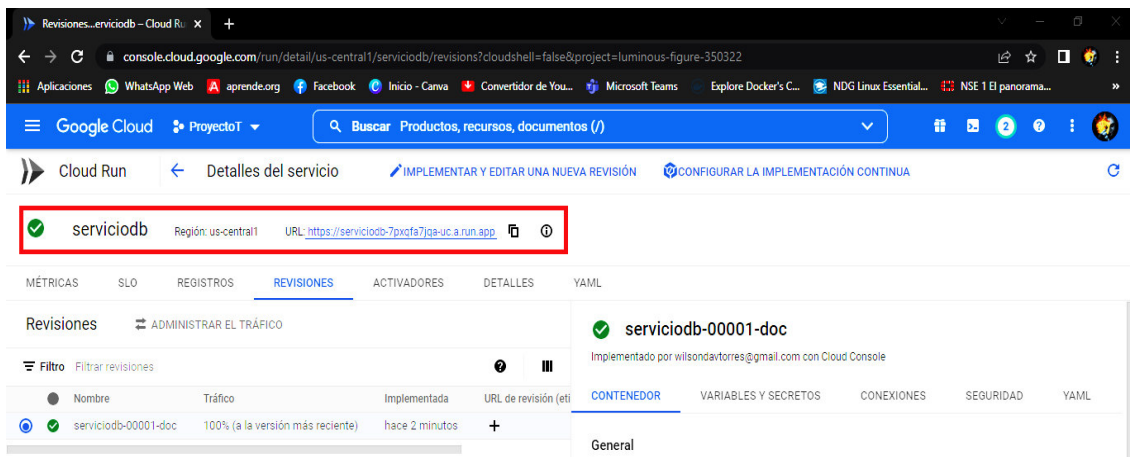 Revisiones...erviciodb – Cloud Ru
console.cloud.google.com/run/detail/us-central1/serviciodb/revisions?cloudshell=false&project=luminous-figure-350322
Aplicaciones WhatsApp Web aprende.org Facebook Inicio - Canva Convertidor de You... Microsoft Teams Explore Docker's C... NDG Linux Essential... NSE 1 El panorama... »
Google Cloud ProyectoT Buscar Productos, recursos, documentos (/) 2
Cloud Run Detalles del servicio IMPLEMENTAR Y EDITAR UNA NUEVA REVISIÓN CONFIGURAR LA IMPLEMENTACIÓN CONTINUA
serviciodb Región: us-central1 URL: https://serviciodb-7pxqfa7jqa-uc.a.run.app
MÉTRICAS SLO REGISTROS REVISIONES ACTIVADORES DETALLES YAML
Revisiones ADMINISTRAR EL TRÁFICO
Filtro Filtrar revisiones
Nombre Tráfico Implementada URL de revisión (eti
serviciodb-00001-doc 100% (a la versión más reciente) hace 2 minutos +
serviciodb-00001-doc
Implementado por wilsondavtorres@gmail.com con Cloud Console
CONTENEDOR VARIABLES Y SECRETOS CONEXIONES SEGURIDAD YAML
General